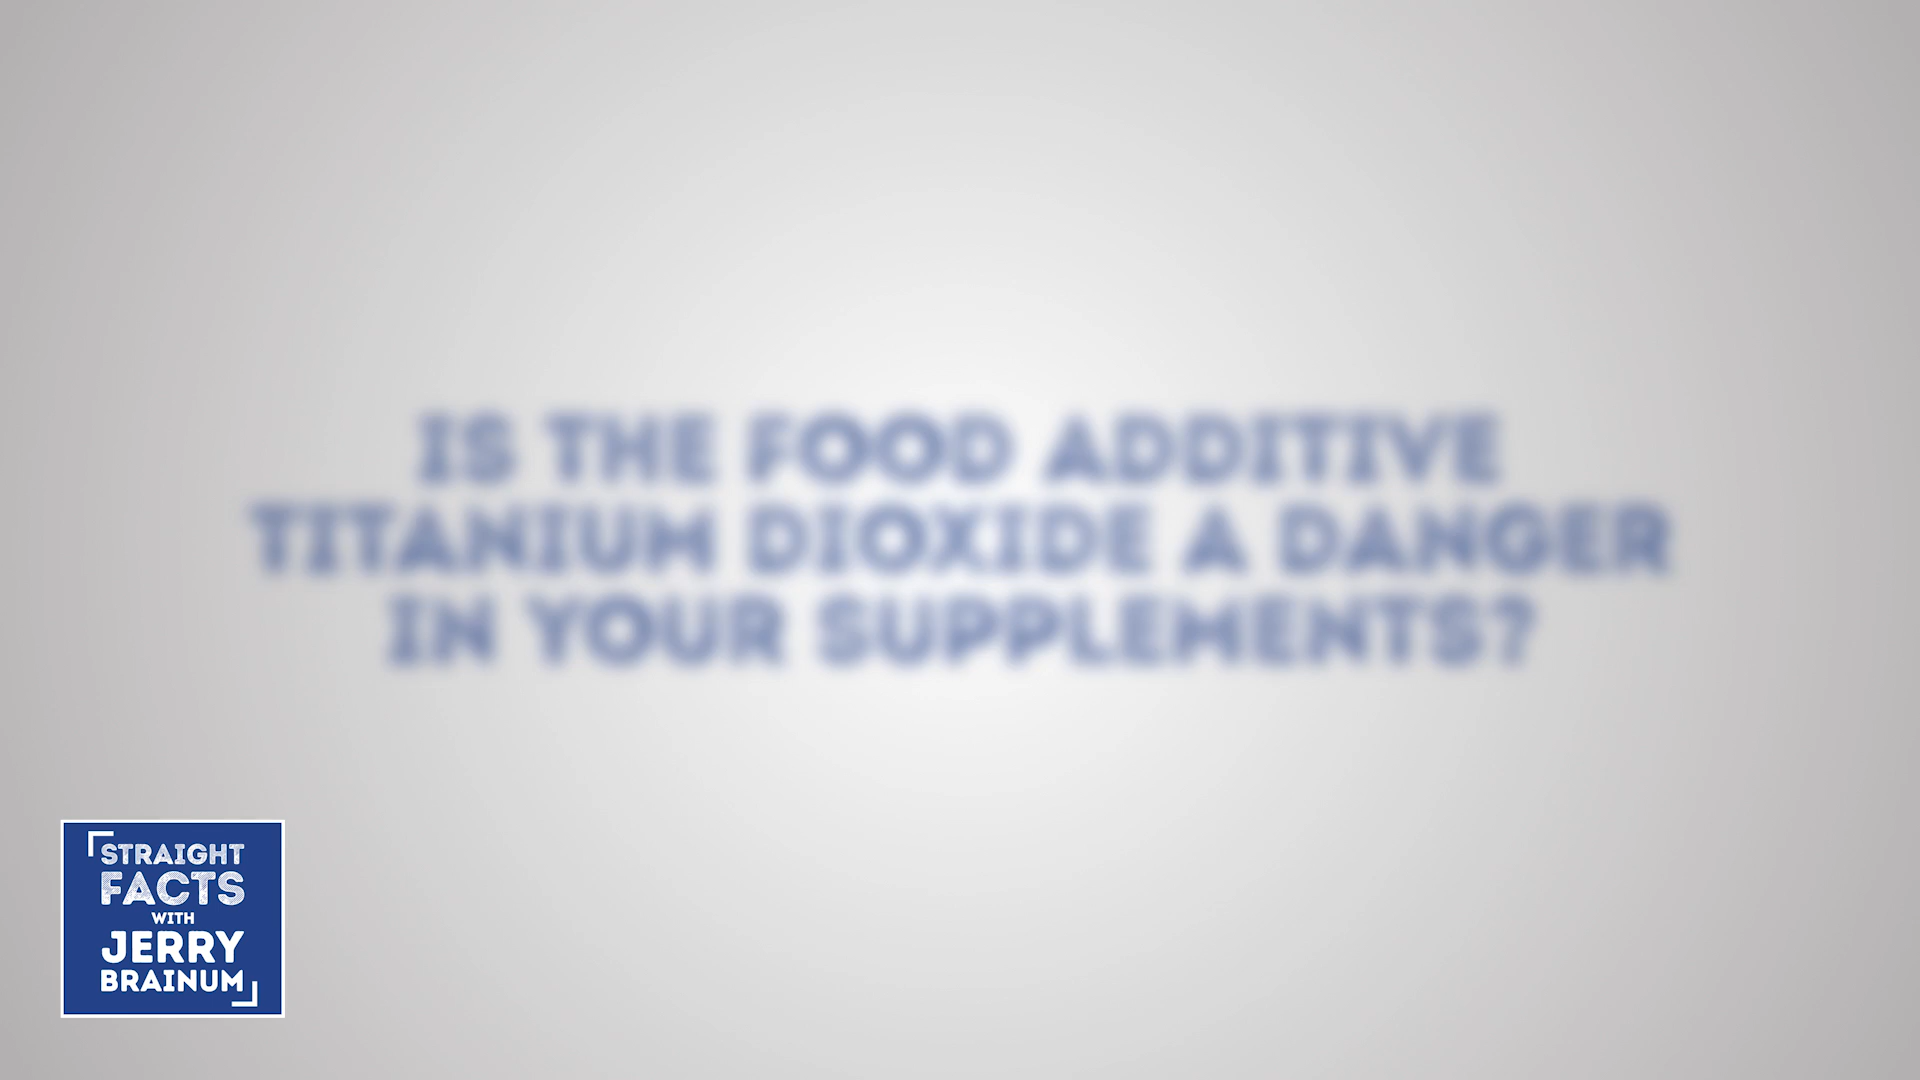 IS THE FOOD ADDITIVE
TITANIUM DIOXIDE A DANGER
IN YOUR SUPPLEMENTS?
STRAIGHT
FACTS
WITH
JERRY
BRAINUM